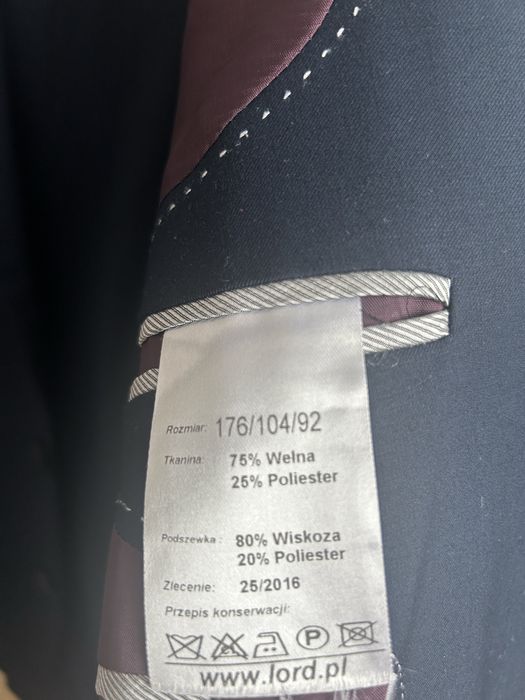 Rozmiar: 176/104/92
Tkanina: 75% Wełna
25% Poliester
Podszewka: 80% Wiskoza
20% Poliester
Zlecenie: 25/2016
Przepis konserwacji:
P
www.lord.pl